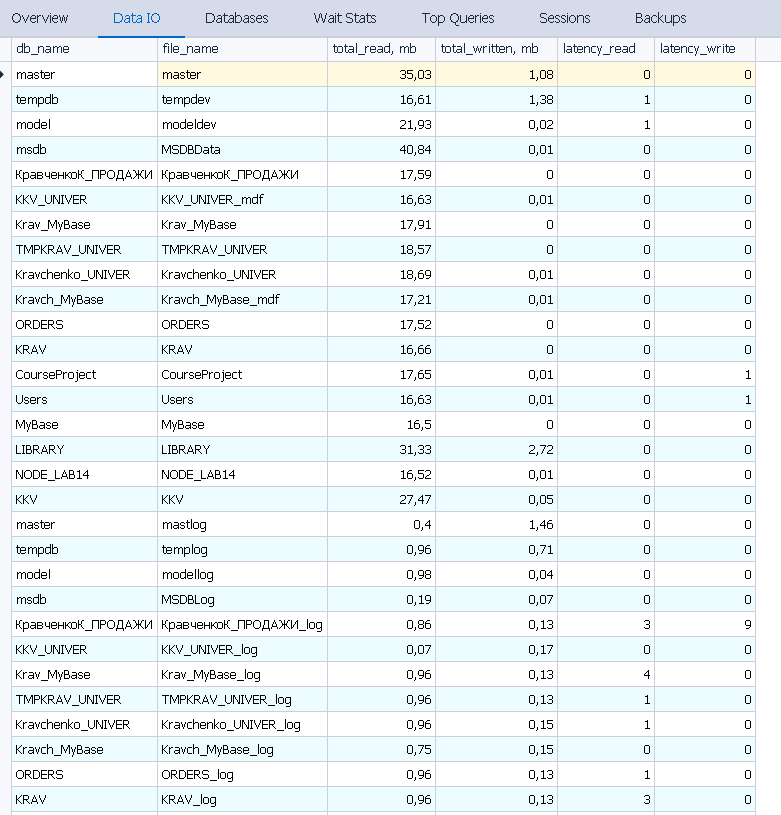 Overview Data IO Databases Wait Stats Top Queries Sessions Backups
db_name file_name total_read, mb total_written, mb latency_read latency_write
master master 35,03 1,08 0 0
tempdb tempdev 16,61 1,38 1 0
model modeldev 21,93 0,02 1 0
msdb MSDBData 40,84 0,01 0 0
КравченкоК_ПРОДАЖИ КравченкоК_ПРОДАЖИ 17,59 0 0 0
KKV_UNIVER KKV_UNIVER_mdf 16,63 0,01 0 0
Krav_MyBase Krav_MyBase 17,91 0 0 0
TMPKRAV_UNIVER TMPKRAV_UNIVER 18,57 0 0 0
Kravchenko_UNIVER Kravchenko_UNIVER 18,69 0,01 0 0
Kravch_MyBase Kravch_MyBase_mdf 17,21 0,01 0 0
ORDERS ORDERS 17,52 0 0 0
KRAV KRAV 16,66 0 0 0
CourseProject CourseProject 17,65 0,01 0 1
Users Users 16,63 0,01 0 1
MyBase MyBase 16,5 0 0 0
LIBRARY LIBRARY 31,33 2,72 0 0
NODE_LAB14 NODE_LAB14 16,52 0,01 0 0
KKV KKV 27,47 0,05 0 0
master mastlog 0,4 1,46 0 0
tempdb templog 0,96 0,71 0 0
model modellog 0,98 0,04 0 0
msdb MSDBLog 0,19 0,07 0 0
КравченкоК_ПРОДАЖИ КравченкоК_ПРОДАЖИ_log 0,86 0,13 3 9
KKV_UNIVER KKV_UNIVER_log 0,07 0,17 0 0
Krav_MyBase Krav_MyBase_log 0,96 0,13 4 0
TMPKRAV_UNIVER TMPKRAV_UNIVER_log 0,96 0,13 1 0
Kravchenko_UNIVER Kravchenko_UNIVER_log 0,96 0,15 1 0
Kravch_MyBase Kravch_MyBase_log 0,75 0,15 0 0
ORDERS ORDERS_log 0,96 0,13 1 0
KRAV KRAV_log 0,96 0,13 3 0